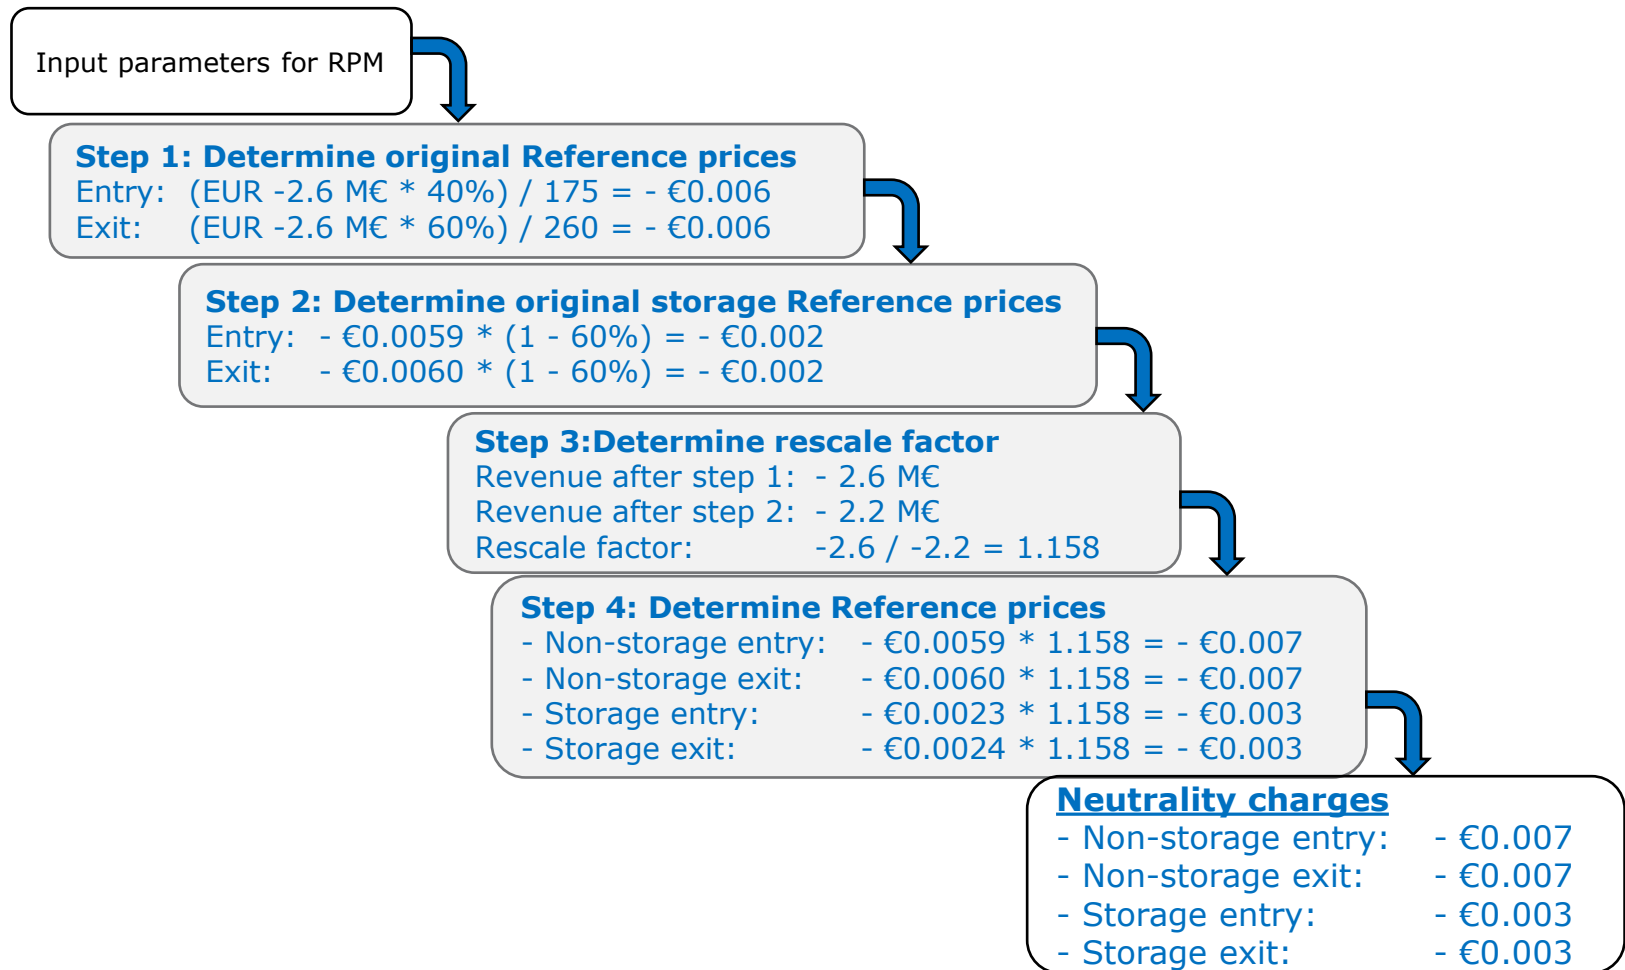 Input parameters for RPM
Step 1: Determine original Reference prices
Entry: (EUR -2.6 M€ * 40%) / 175 = - €0.006
Exit: (EUR -2.6 M€ * 60%) / 260 = - €0.006
Step 2: Determine original storage Reference prices
Entry: - €0.0059 * (1 - 60%) = - €0.002
Exit: - €0.0060 * (1 - 60%) = - €0.002
Step 3:Determine rescale factor
Revenue after step 1: - 2.6 M€
Revenue after step 2: - 2.2 M€
Rescale factor: -2.6 / -2.2 = 1.158
Step 4: Determine Reference prices
- Non-storage entry: - €0.0059 * 1.158 = - €0.007
- Non-storage exit: - €0.0060 * 1.158 = - €0.007
- Storage entry: - €0.0023 * 1.158 = - €0.003
- Storage exit: - €0.0024 * 1.158 = - €0.003
Neutrality charges
- Non-storage entry: - €0.007
- Non-storage exit: - €0.007
- Storage entry: - €0.003
- Storage exit: - €0.003